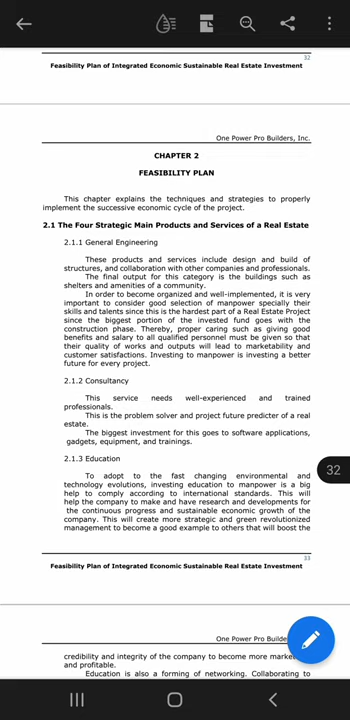 32
Feasibility Plan of Integrated Economic Sustainable Real Estate Investment
One Power Pro Builders, Inc.
CHAPTER 2
FEASIBILITY PLAN
This chapter explains the techniques and strategies to properly
implement the successive economic cycle of the project.
2.1 The Four Strategic Main Products and Services of a Real Estate
2.1.1 General Engineering
These products and services include design and build of
structures, and collaboration with other companies and professionals.
The final output for this category is the buildings such as
shelters and amenities of a community.
In order to become organized and well-implemented, it is very
important to consider good selection of manpower specially their
skills and talents since this is the hardest part of a Real Estate Project
since the biggest portion of the invested fund goes with the
construction phase. Thereby, proper caring such as giving good
benefits and salary to all qualified personnel must be given so that
their quality of works and outputs will lead to marketability and
customer satisfactions. Investing to manpower is investing a better
future for every project.
2.1.2 Consultancy
This service needs well-experienced and trained
professionals.
This is the problem solver and project future predicter of a real
estate.
The biggest investment for this goes to software applications,
gadgets, equipment, and trainings.
32
2.1.3 Education
To adopt to the fast changing environmental and
technology evolutions, investing education to manpower is a big
help to comply according to international standards. This will
help the company to make and have research and developments for
the continuous progress and sustainable economic growth of the
company. This will create more strategic and green revolutionized
management to become a good example to others that will boost the
33
Feasibility Plan of Integrated Economic Sustainable Real Estate Investment
One Power Pro
credibility and integrity of the company to become more
and profitable.
Education is also a forming of networking. Collaborating to